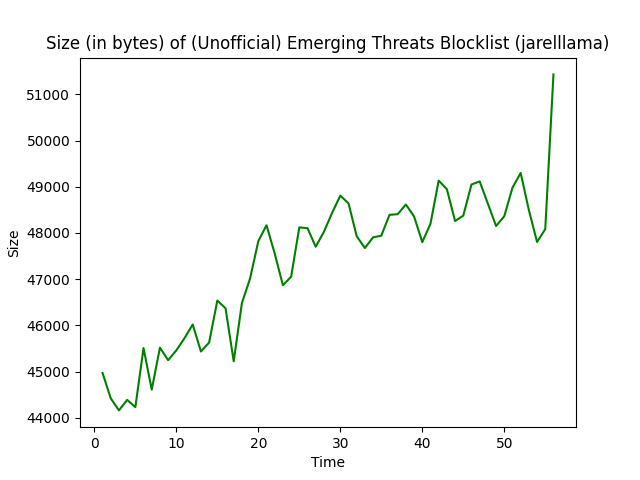 Size (in bytes) of (Unofficial) Emerging Threats Blocklist (jarelllama)
51000
50000
49000
48000
47000
46000
45000
44000
Size
0 10 20 30 40 50
Time